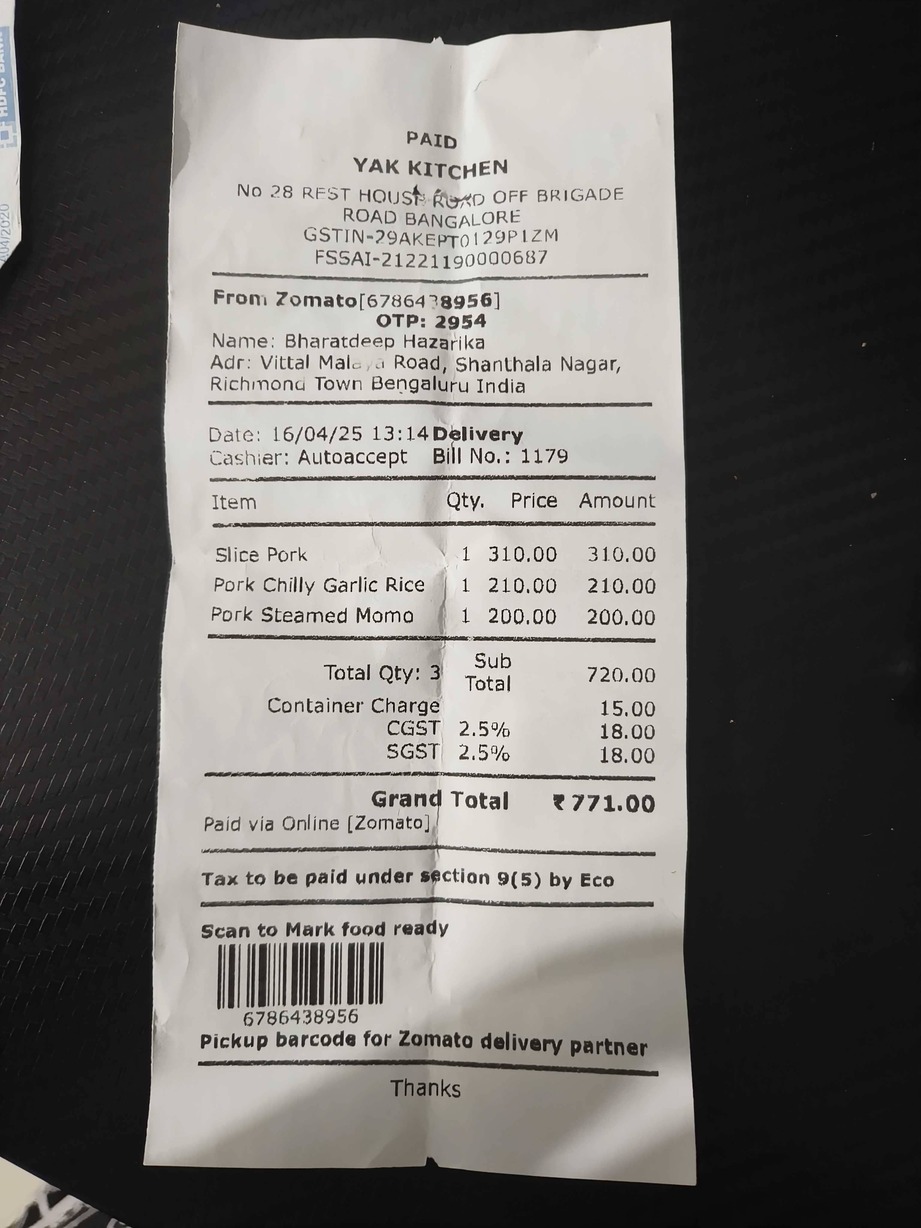 PAID
YAK KITCHEN
No 28 REST HOUSE ROAD OFF BRIGADE
ROAD BANGALORE
GSTIN-29AKEPT0129P1ZM
FSSAI-21221190000687
From Zomato[6786438956]
OTP: 2954
Name: Bharatdeep Hazarika
Adr: Vittal Malaya Road, Shanthala Nagar,
Richmond Town Bengaluru India
Date: 16/04/25 13:14 Delivery
Cashier: Autoaccept Bill No.: 1179
Item Qty. Price Amount
Slice Pork 1 310.00 310.00
Pork Chilly Garlic Rice 1 210.00 210.00
Pork Steamed Momo 1 200.00 200.00
Total Qty: 3 Sub Total 720.00
Container Charge 15.00
CGST 2.5% 18.00
SGST 2.5% 18.00
Grand Total ₹771.00
Paid via Online [Zomato]
Tax to be paid under section 9(5) by Eco
Scan to Mark food ready
6786438956
Pickup barcode for Zomato delivery partner
Thanks
HDFC BANK
04/2020